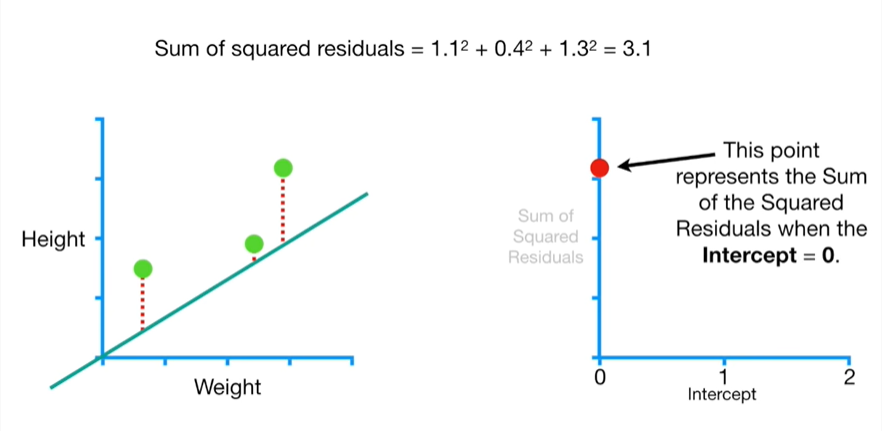 Sum of squared residuals = 1.1² + 0.4² + 1.3² = 3.1
Height
Weight
Sum of
Squared
Residuals
This point
represents the Sum
of the Squared
Residuals when the
Intercept = 0.
0
1
2
Intercept